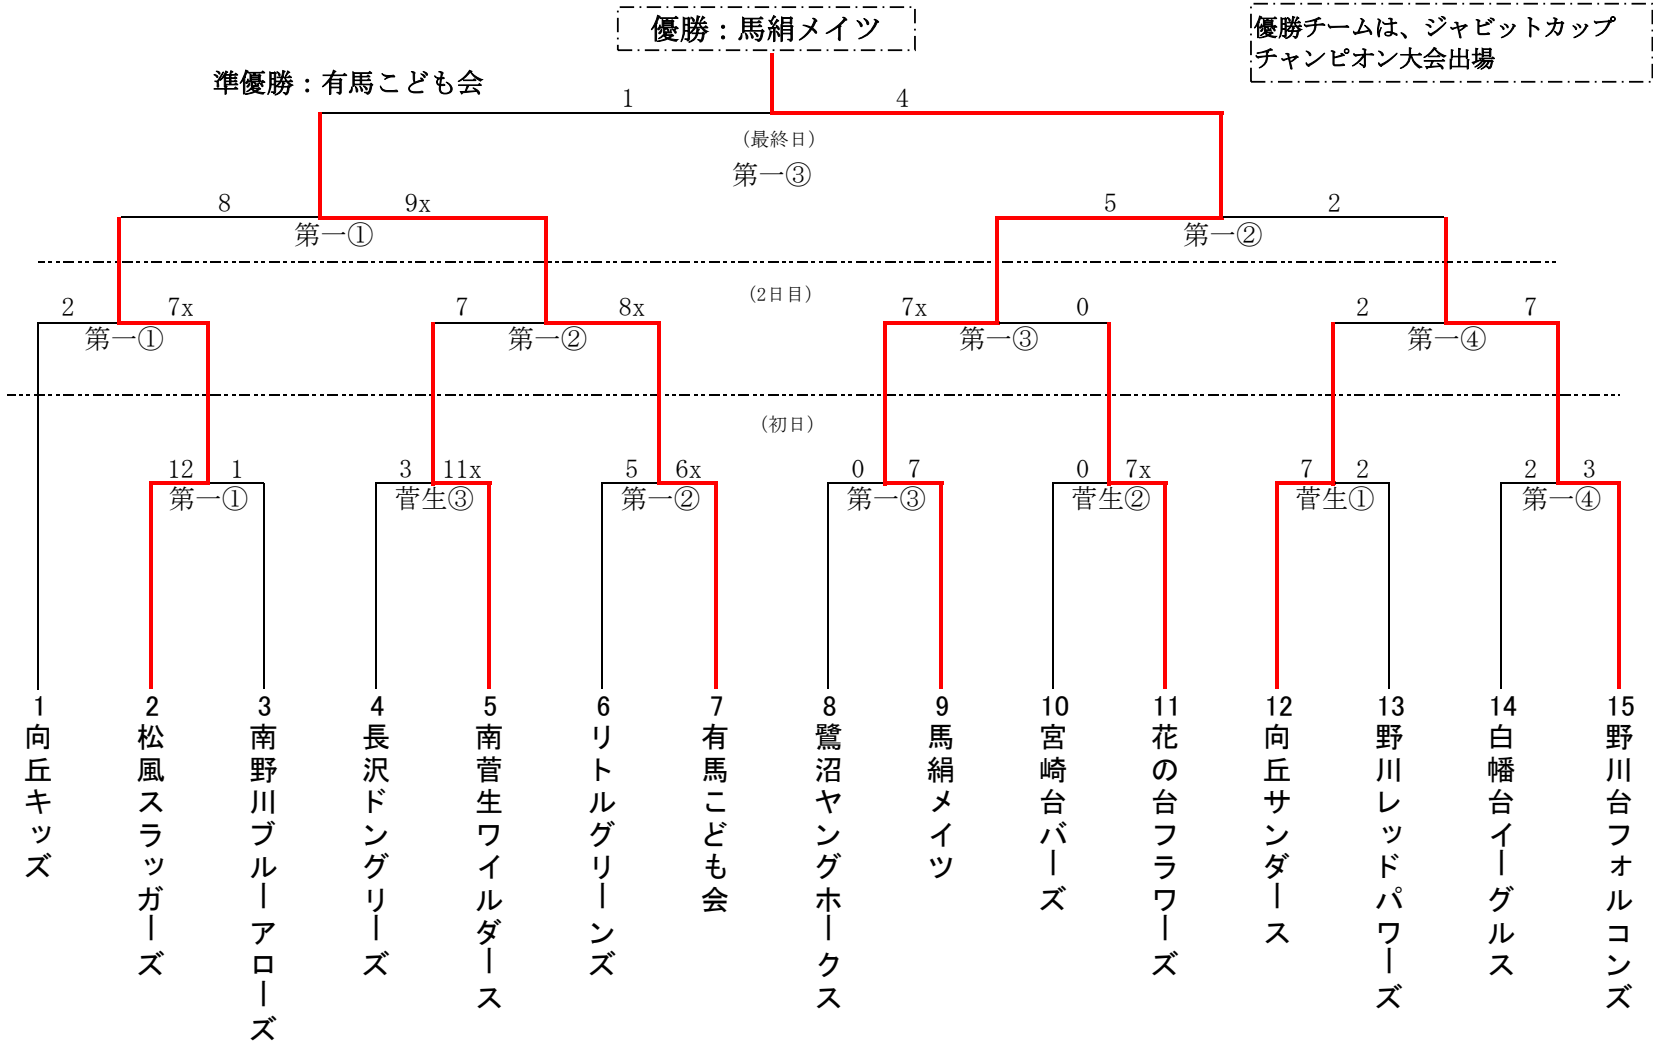 優勝：馬絹メイツ
優勝チームは、ジャビットカップ
チャンピオン大会出場
準優勝：有馬こども会
1 4
(最終日)
第一③
8 9x 5 2
第一① 第一②
(2日目)
2 7x 7 8x 7x 0 2 7
第一① 第一② 第一③ 第一④
(初日)
12 1 3 11x 5 6x 0 7 0 7x 7 2 2 3
第一① 菅生③ 第一② 第一③ 菅生② 菅生① 第一④
1 2 3 4 5 6 7 8 9 10 11 12 13 14 15
向丘キッズ
松風スラッガーズ
南野川ブルーアローズ
長沢ドングリーズ
南菅生ワイルダース
リトルグリーンズ
有馬こども会
鷺沼ヤングホークス
馬絹メイツ
宮崎台バーズ
花の台フラワーズ
向丘サンダース
野川レッドパワーズ
白幡台イーグルス
野川台フォルコンズ